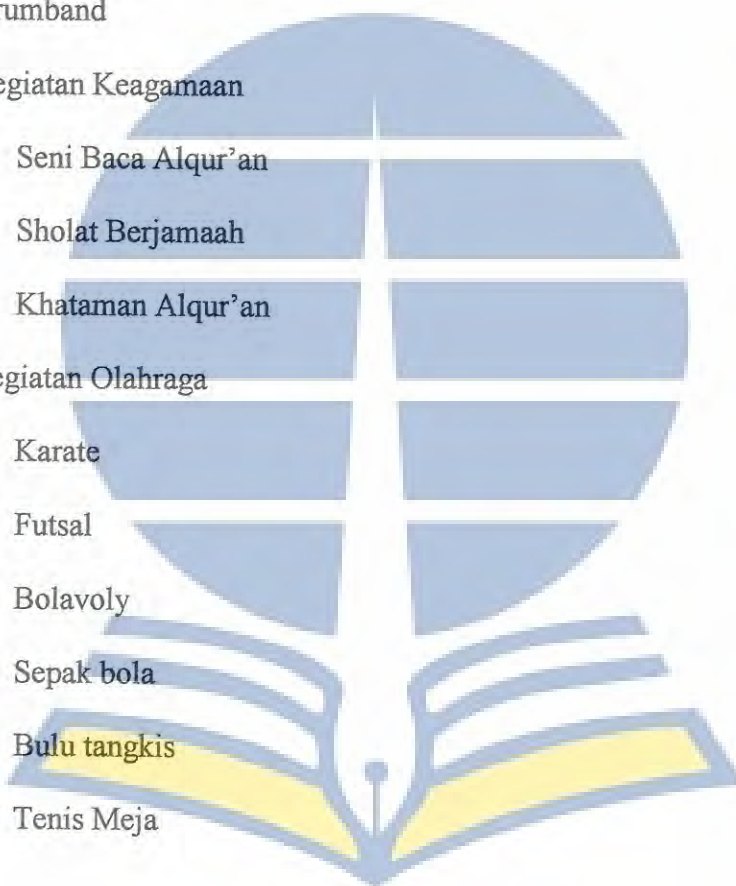 rumband
egiatan Keagamaan
Seni Baca Alqur'an
Sholat Berjamaah
Khataman Alqur'an
egiatan Olahraga
Karate
Futsal
Bolavoly
Sepak bola
Bulu tangkis
Tenis Meja